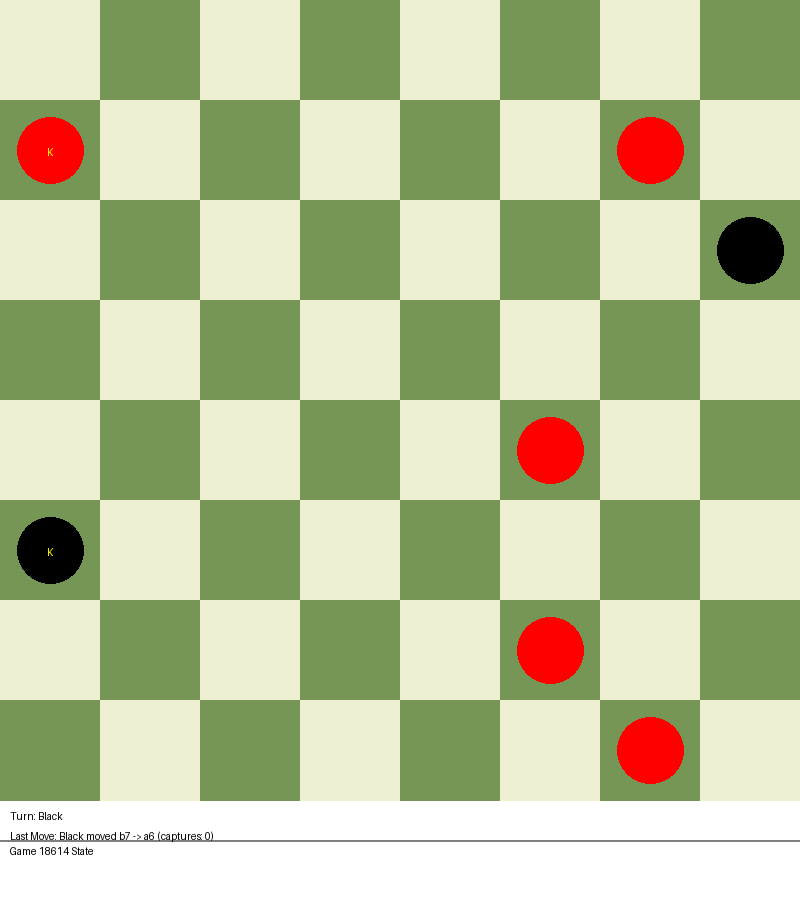 K
K
Turn: Black
Last Move: Black moved b7 -> a6 (captures: 0)
Game 18614 State